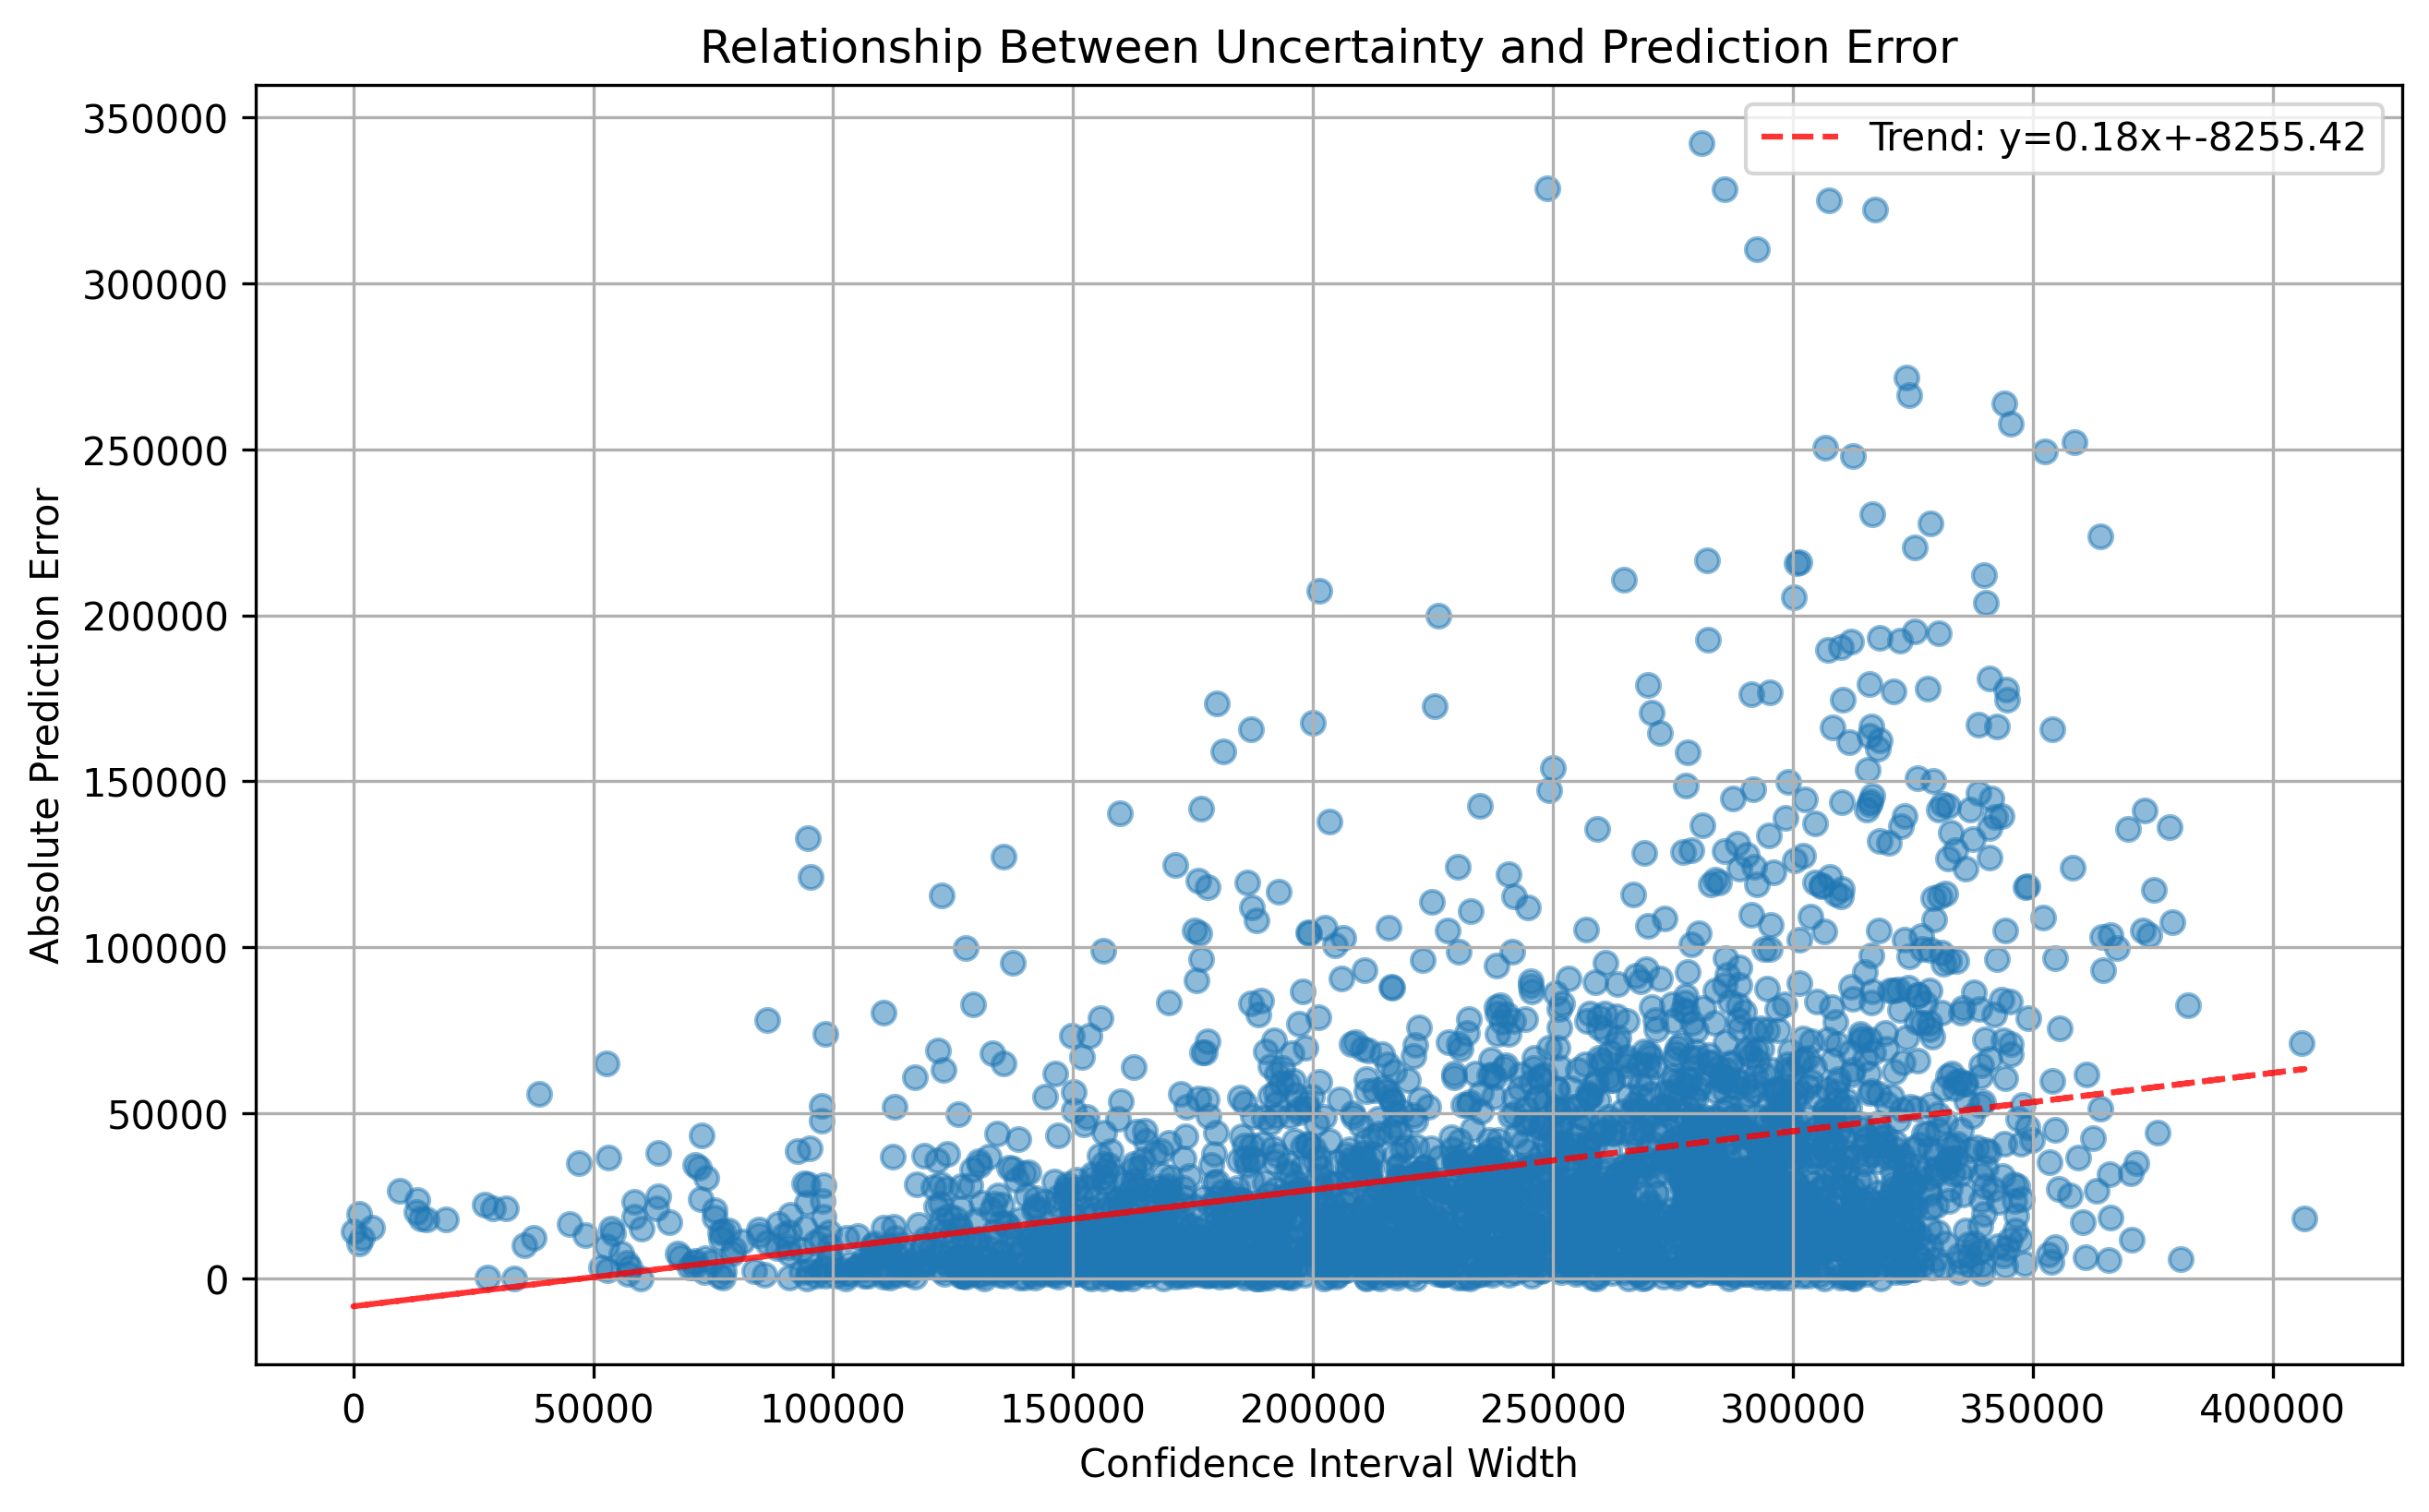 Relationship Between Uncertainty and Prediction Error
Trend: y=0.18x+-8255.42
Absolute Prediction Error
350000
300000
250000
200000
150000
100000
50000
0
0 50000 100000 150000 200000 250000 300000 350000 400000
Confidence Interval Width